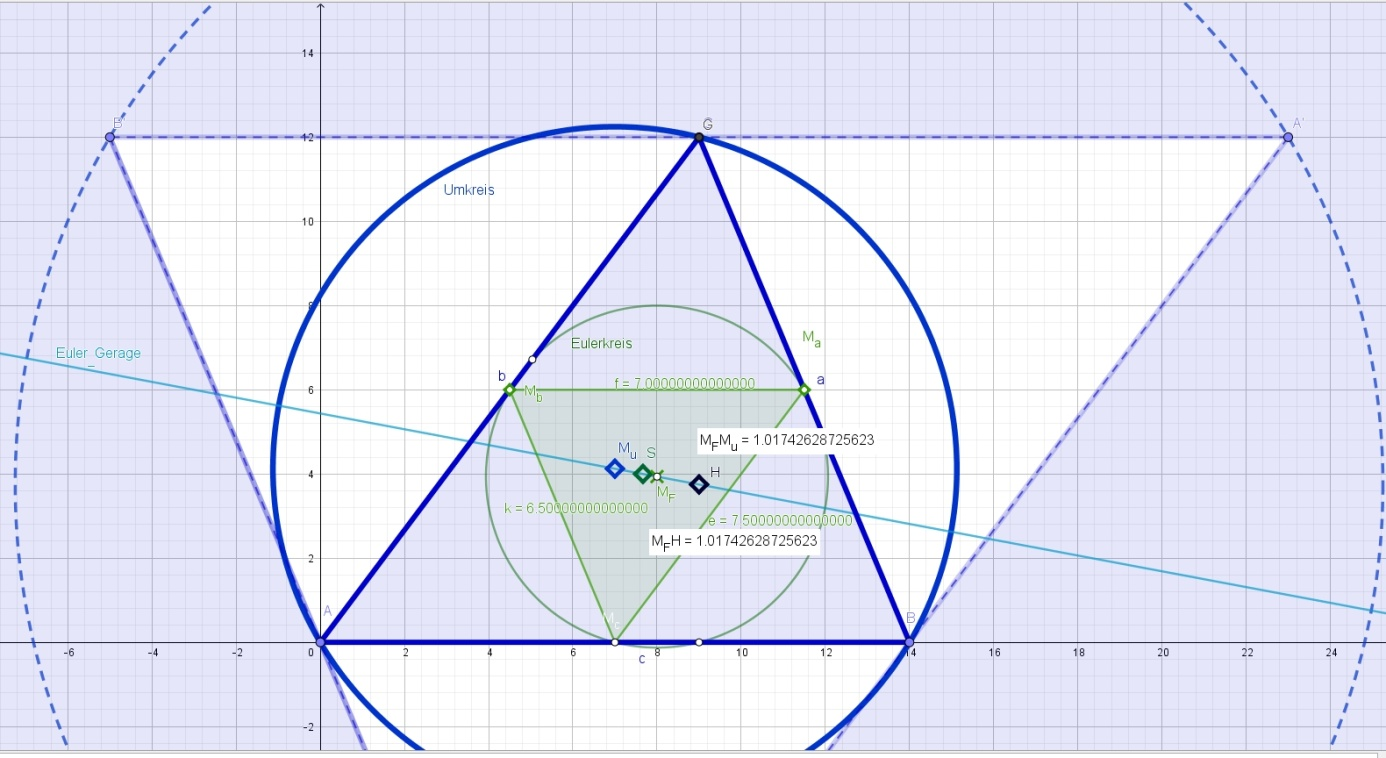 14
B'
12
G
A'
Umkreis
10
8
Euler_Gerage
Eulerkreis
M_a
b
a
6
M_b
f = 7.00000000000000
M_FM_u = 1.01742628725623
M_u
S
H
4
M_F
k = 6.50000000000000
e = 7.50000000000000
M_FH = 1.01742628725623
2
A
M_c
B
-6
-4
-2
0
2
4
6
8
10
12
14
16
18
20
22
24
c
-2